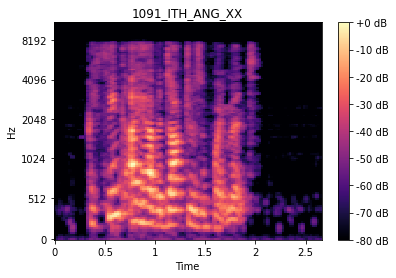 1091_ITH_ANG_XX
+0 dB
8192
-10 dB
4096
-20 dB
-30 dB
2048
Hz
-40 dB
1024
-50 dB
512
-60 dB
-70 dB
0
-80 dB
0 0.5 1 1.5 2 2.5
Time